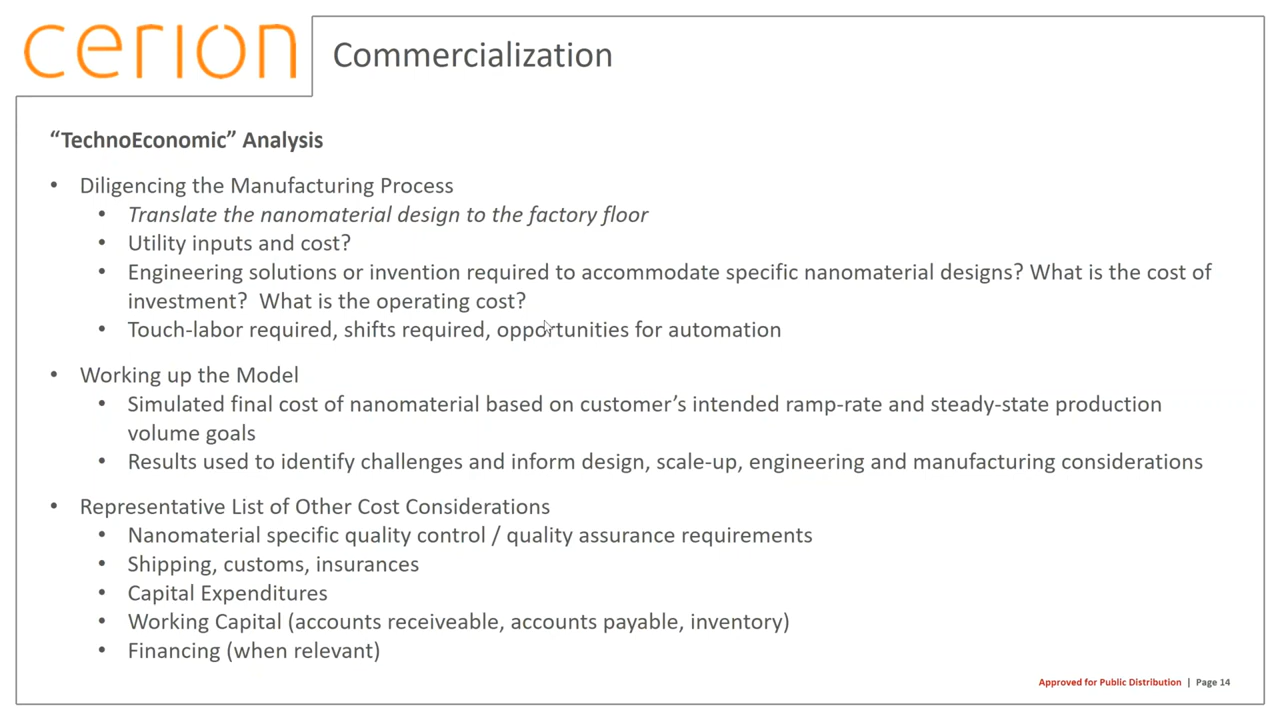 cerion
Commercialization
“TechnoEconomic” Analysis
• Diligencing the Manufacturing Process
• Translate the nanomaterial design to the factory floor
• Utility inputs and cost?
• Engineering solutions or invention required to accommodate specific nanomaterial designs? What is the cost of
investment?  What is the operating cost?
• Touch-labor required, shifts required, opportunities for automation
• Working up the Model
• Simulated final cost of nanomaterial based on customer’s intended ramp-rate and steady-state production
volume goals
• Results used to identify challenges and inform design, scale-up, engineering and manufacturing considerations
• Representative List of Other Cost Considerations
• Nanomaterial specific quality control / quality assurance requirements
• Shipping, customs, insurances
• Capital Expenditures
• Working Capital (accounts receiveable, accounts payable, inventory)
• Financing (when relevant)
Approved for Public Distribution | Page 14